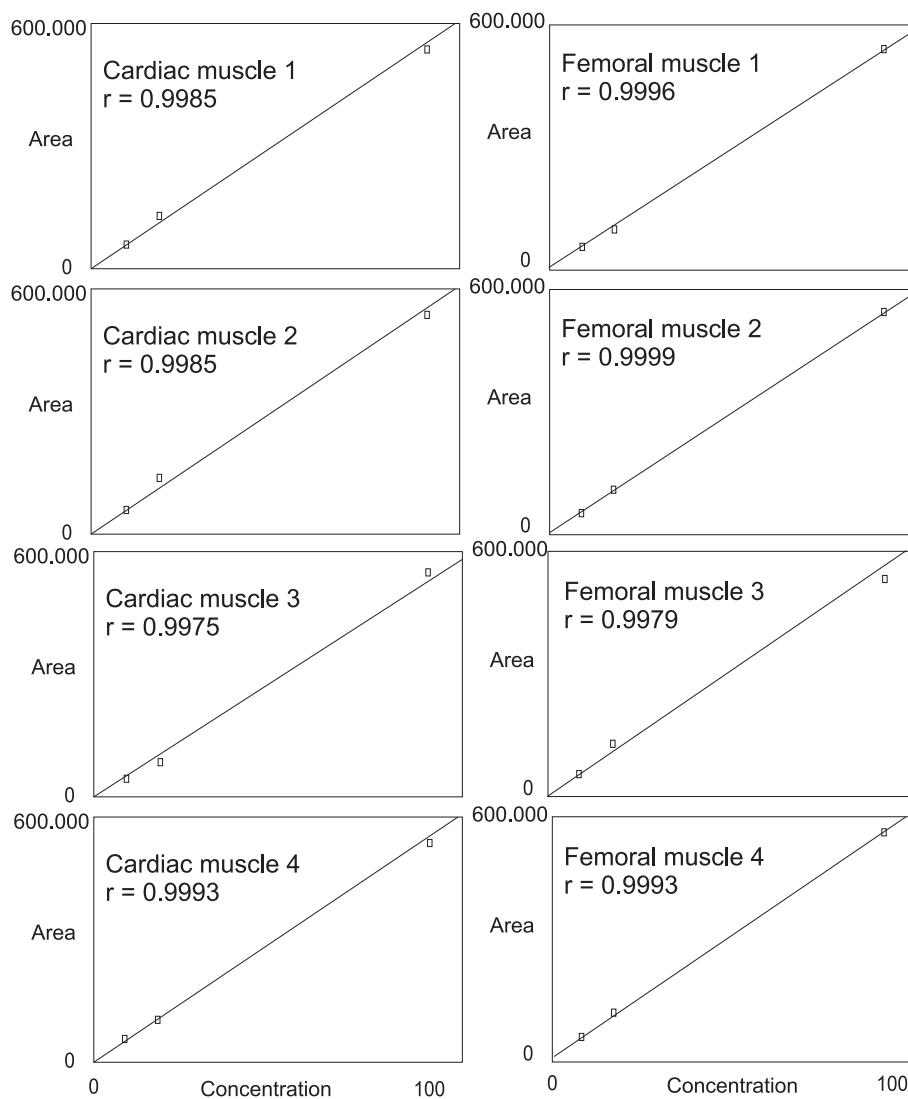 600.000
Cardiac muscle 1
r = 0.9985
Area
0
600.000
Femoral muscle 1
r = 0.9996
Area
0
600.000
Cardiac muscle 2
r = 0.9985
Area
0
600.000
Femoral muscle 2
r = 0.9999
Area
0
600.000
Cardiac muscle 3
r = 0.9975
Area
0
600.000
Femoral muscle 3
r = 0.9979
Area
0
600.000
Cardiac muscle 4
r = 0.9993
Area
0
0 Concentration 100
600.000
Femoral muscle 4
r = 0.9993
Area
0
0 Concentration 100